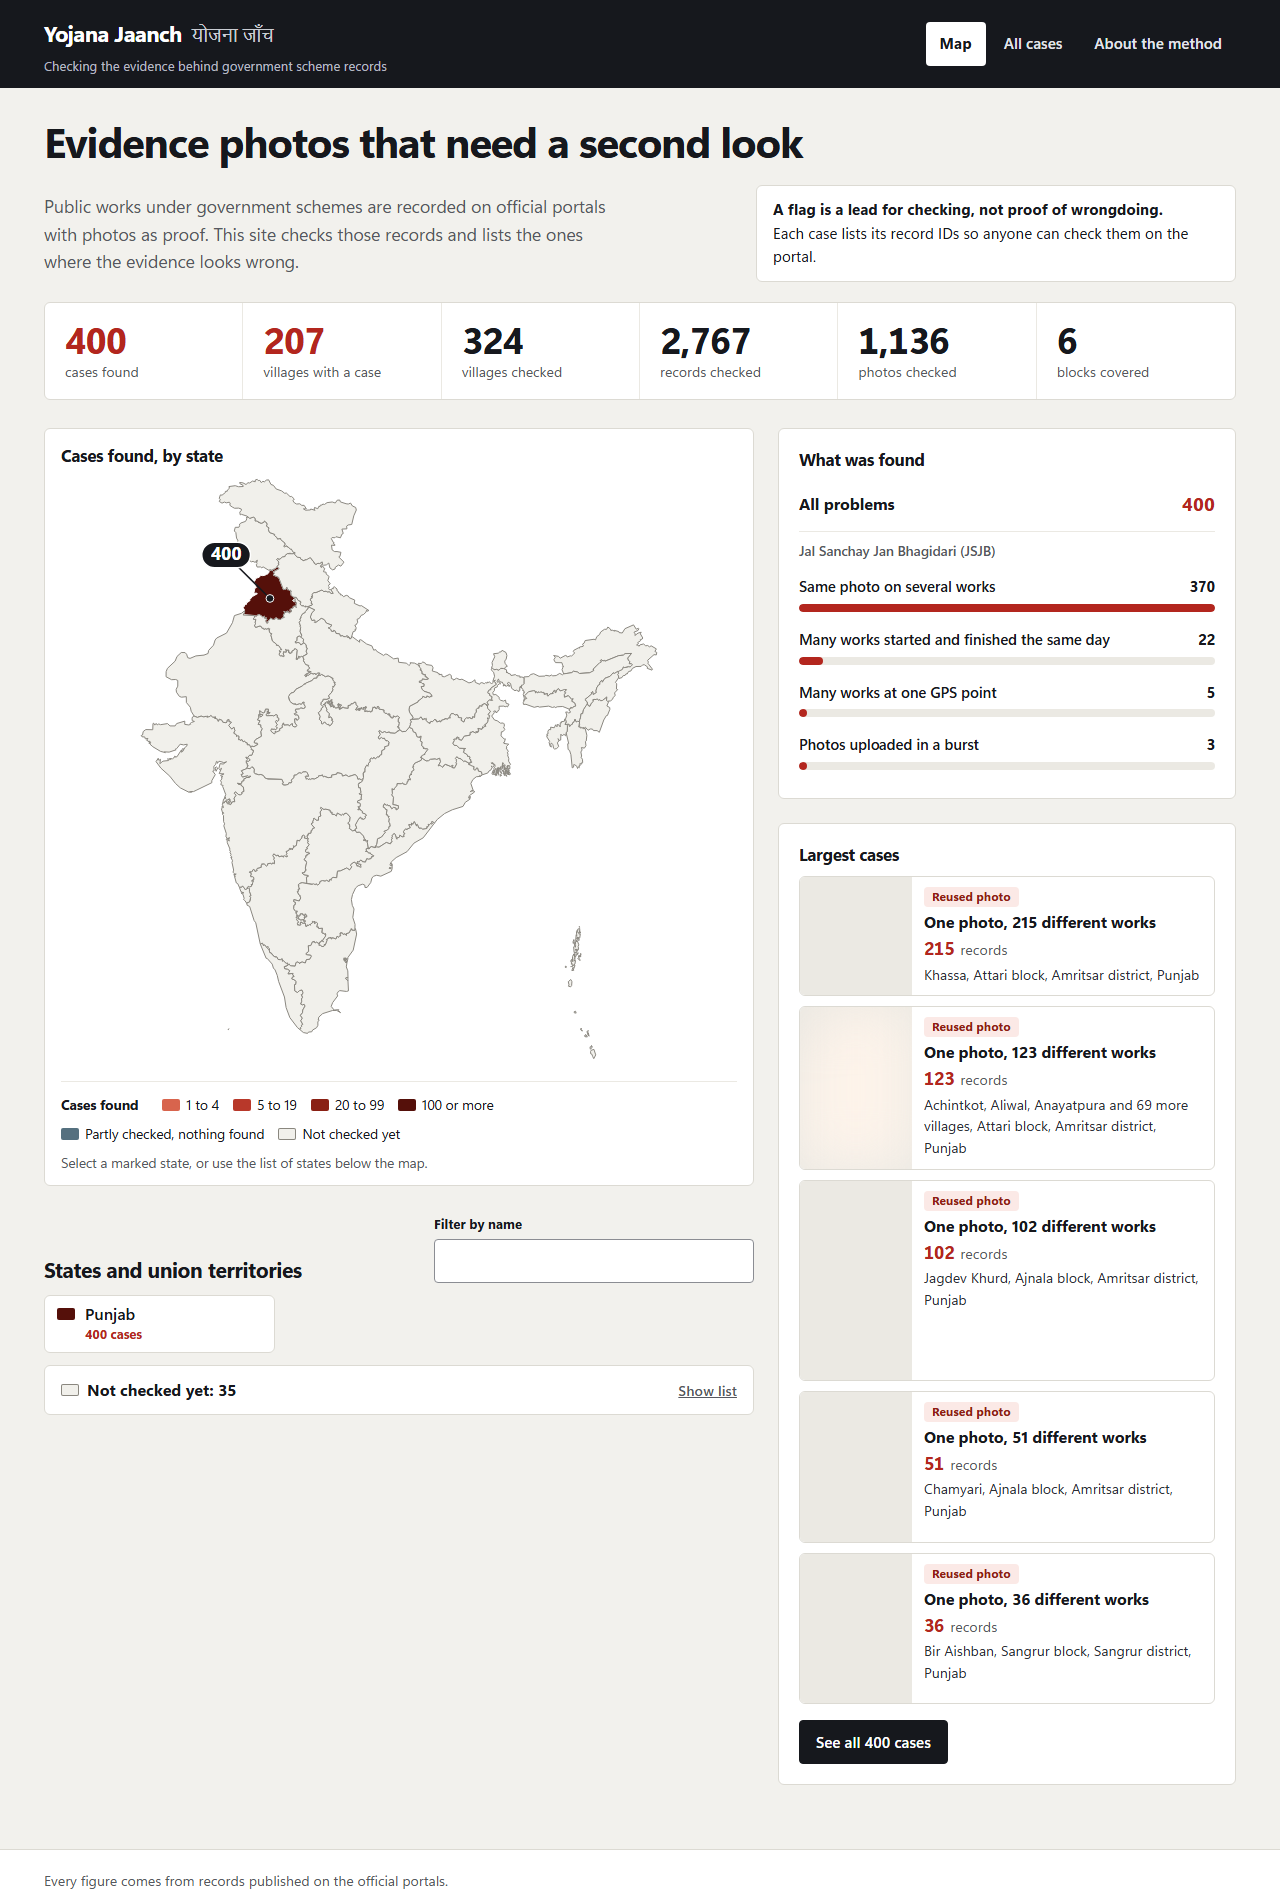 Yojana Jaanch योजना जाँच
Checking the evidence behind government scheme records
Map
All cases
About the method
Evidence photos that need a second look
Public works under government schemes are recorded on official portals
with photos as proof. This site checks those records and lists the ones
where the evidence looks wrong.
A flag is a lead for checking, not proof of wrongdoing.
Each case lists its record IDs so anyone can check them on the
portal.
400
cases found
207
villages with a case
324
villages checked
2,767
records checked
1,136
photos checked
6
blocks covered
Cases found, by state
400
Cases found
1 to 4
5 to 19
20 to 99
100 or more
Partly checked, nothing found
Not checked yet
Select a marked state, or use the list of states below the map.
States and union territories
Filter by name
Punjab
400 cases
Not checked yet: 35
Show list
What was found
All problems 400
Jal Sanchay Jan Bhagidari (JSJB)
Same photo on several works 370
Many works started and finished the same day 22
Many works at one GPS point 5
Photos uploaded in a burst 3
Largest cases
Reused photo
One photo, 215 different works
215 records
Khassa, Attari block, Amritsar district, Punjab
Reused photo
One photo, 123 different works
123 records
Achintkot, Aliwal, Anayatpura and 69 more
villages, Attari block, Amritsar district,
Punjab
Reused photo
One photo, 102 different works
102 records
Jagdev Khurd, Ajnala block, Amritsar district,
Punjab
Reused photo
One photo, 51 different works
51 records
Chamyari, Ajnala block, Amritsar district,
Punjab
Reused photo
One photo, 36 different works
36 records
Bir Aishban, Sangrur block, Sangrur district,
Punjab
See all 400 cases
Every figure comes from records published on the official portals.